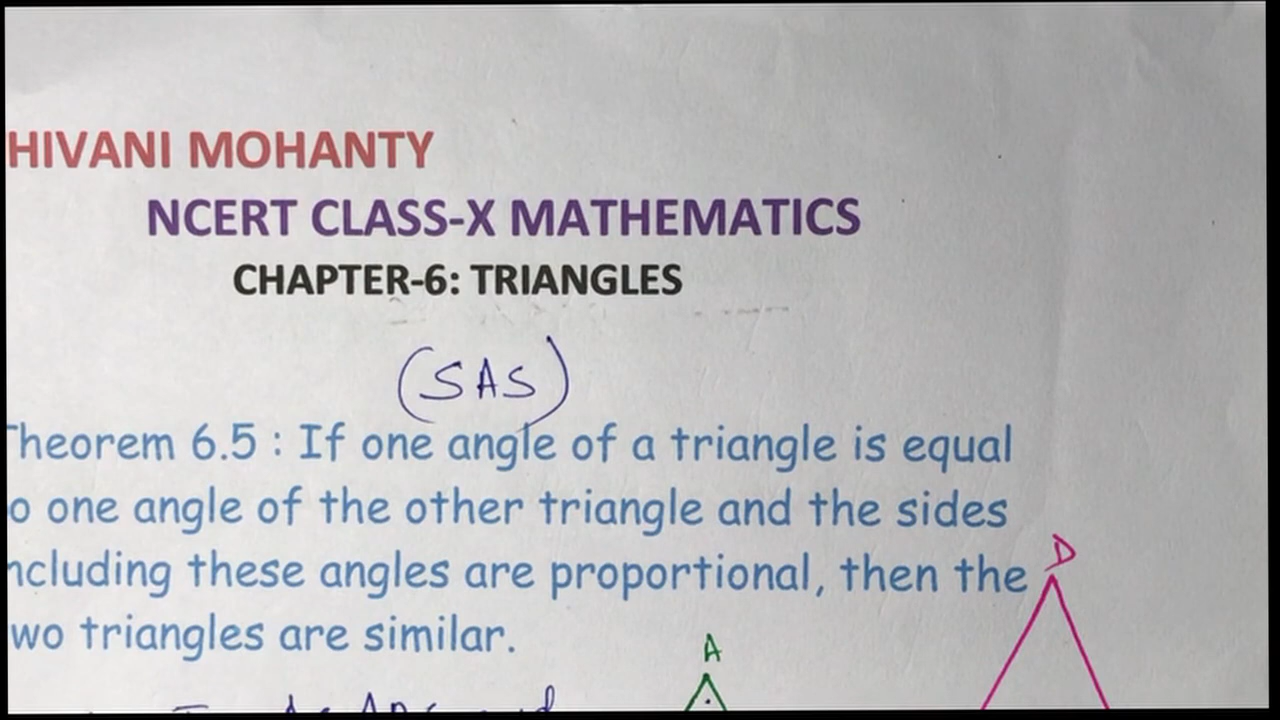 HIVANI MOHANTY
NCERT CLASS-X MATHEMATICS
CHAPTER-6: TRIANGLES
(SAS)
Theorem 6.5 : If one angle of a triangle is equal
o one angle of the other triangle and the sides
ncluding these angles are proportional, then the
wo triangles are similar.
D
A